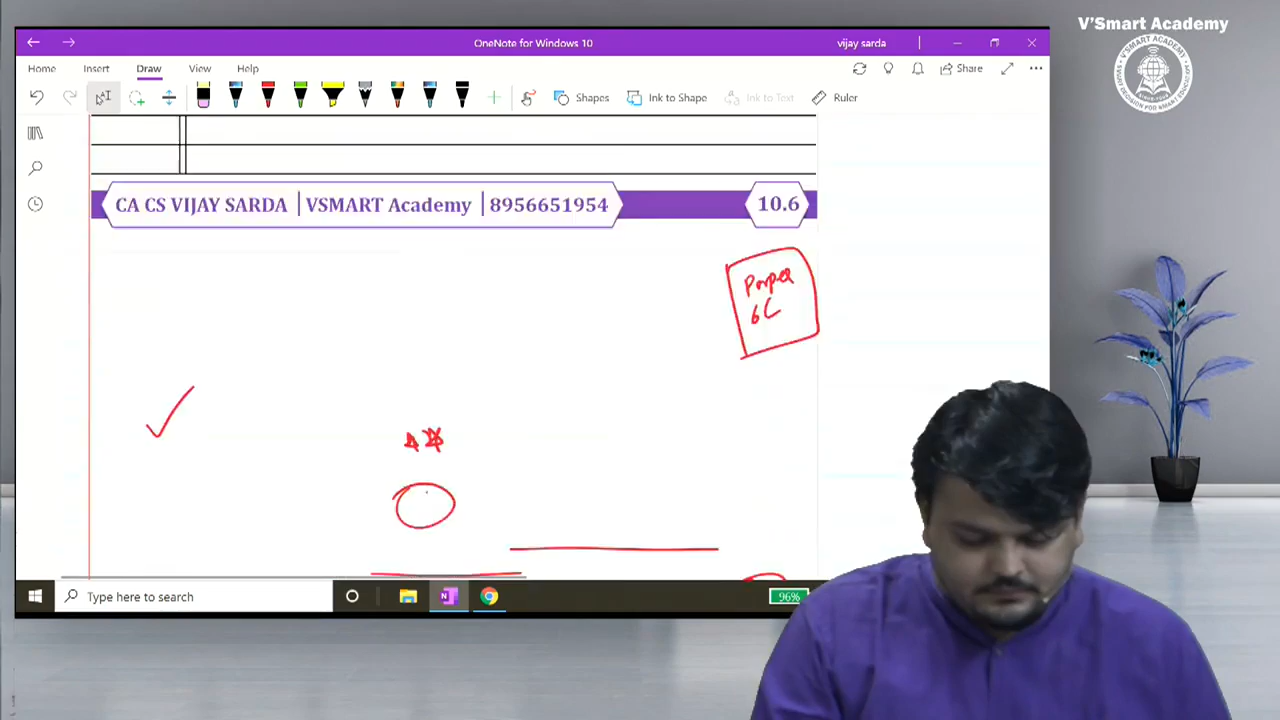 V'Smart Academy
OneNote for Windows 10
vijay sarda
Home
Insert
Draw
View
Help
Share
Shapes
Ink to Shape
Ink to Text
Ruler
CA CS VIJAY SARDA | VSMART Academy | 8956651954
10.6
6C
Type here to search
96%